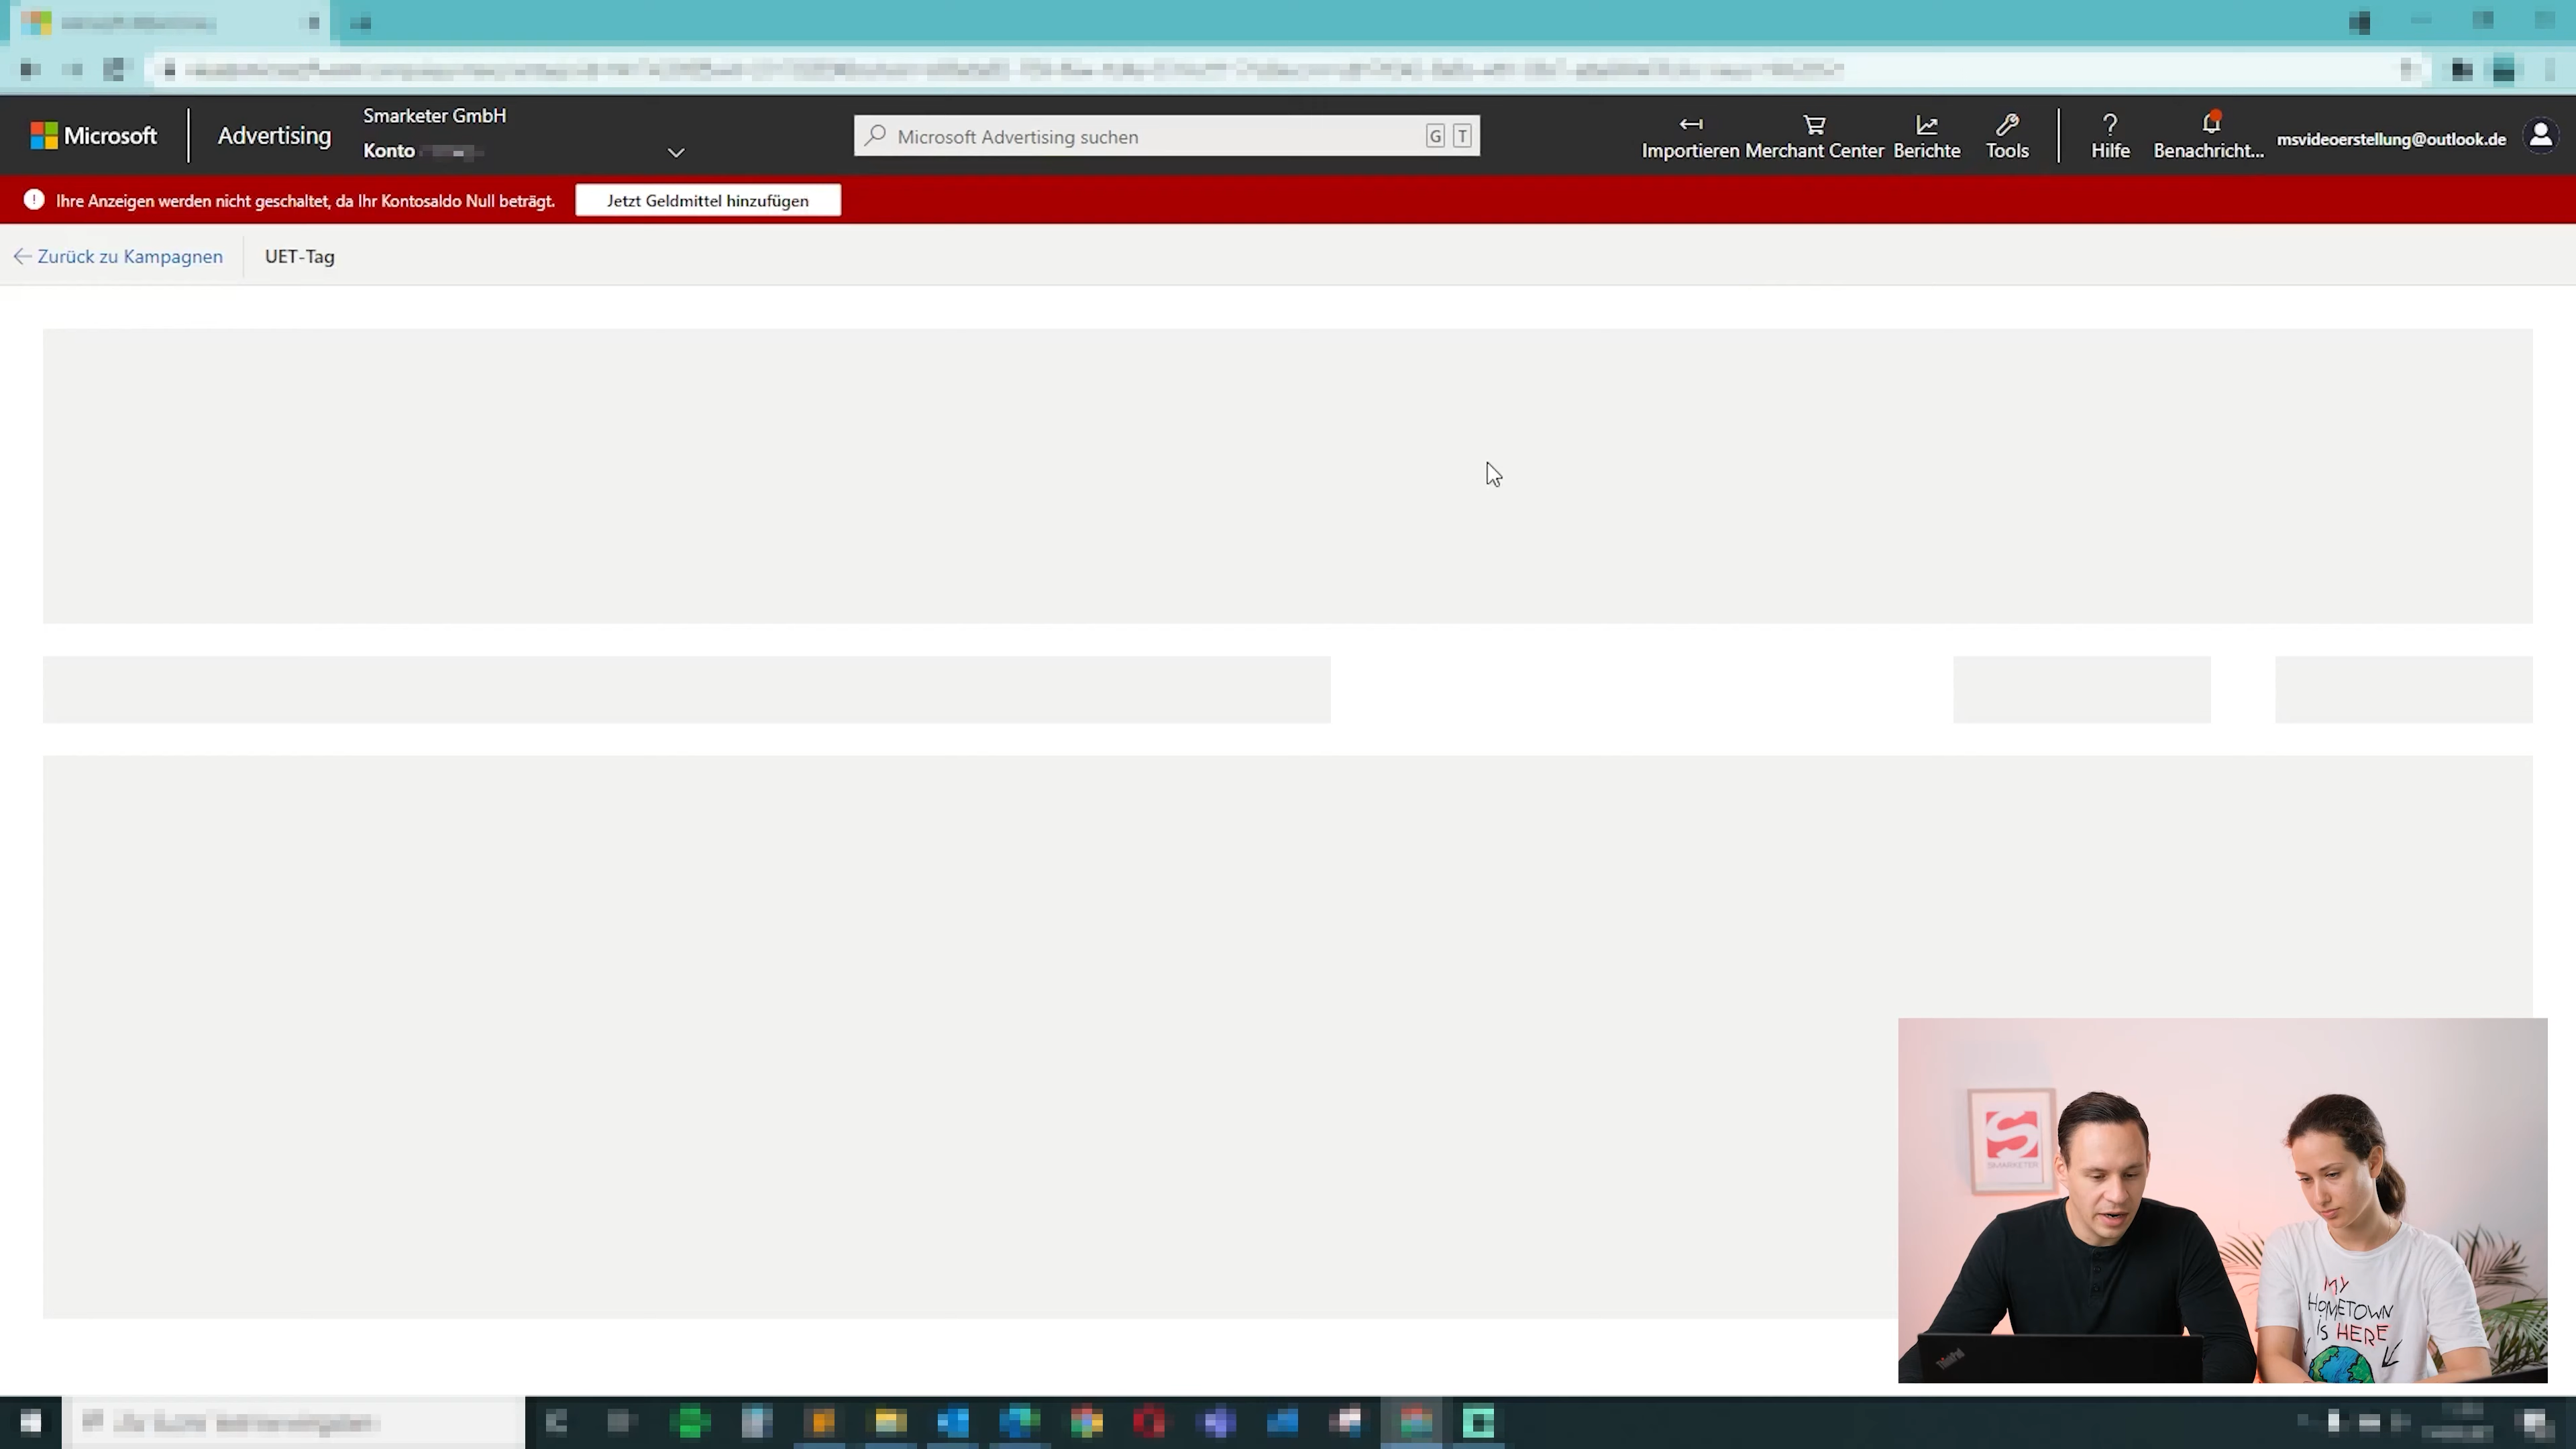 Microsoft
Advertising
Smarketer GmbH
Konto
Microsoft Advertising suchen
G T
Importieren
Merchant Center
Berichte
Tools
Hilfe
Benachricht...
msvideoerstellung@outlook.de
Ihre Anzeigen werden nicht geschaltet, da Ihr Kontosaldo Null beträgt.
Jetzt Geldmittel hinzufügen
Zurück zu Kampagnen
UET-Tag
S
SMARKETER
MY
HOMETOWN
iS HERE
ThinkPad